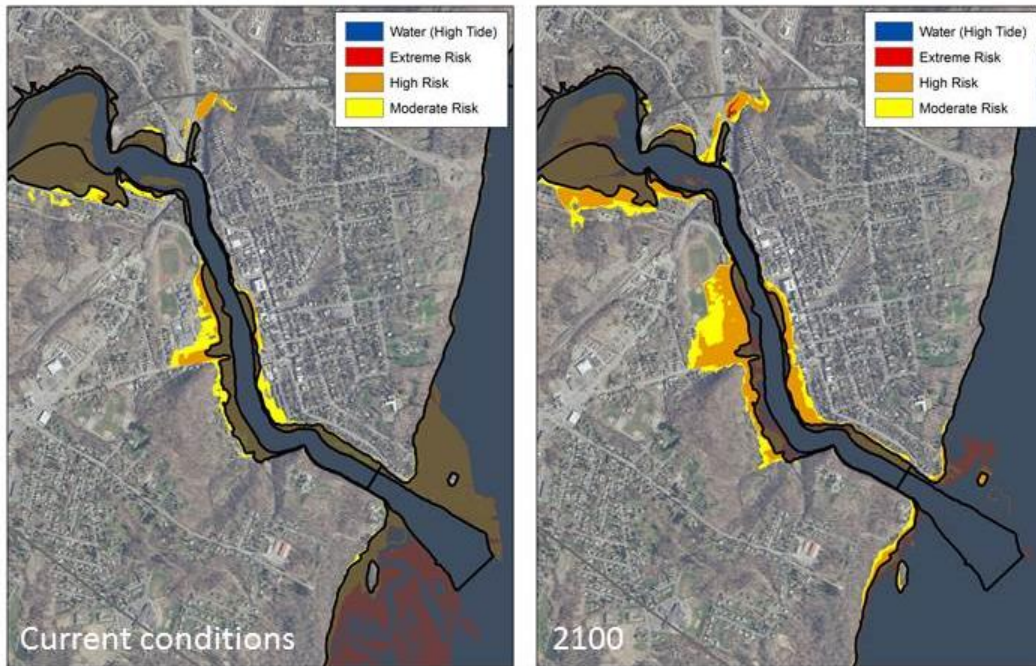 Water (High Tide)
Extreme Risk
High Risk
Moderate Risk
Current conditions
Water (High Tide)
Extreme Risk
High Risk
Moderate Risk
2100